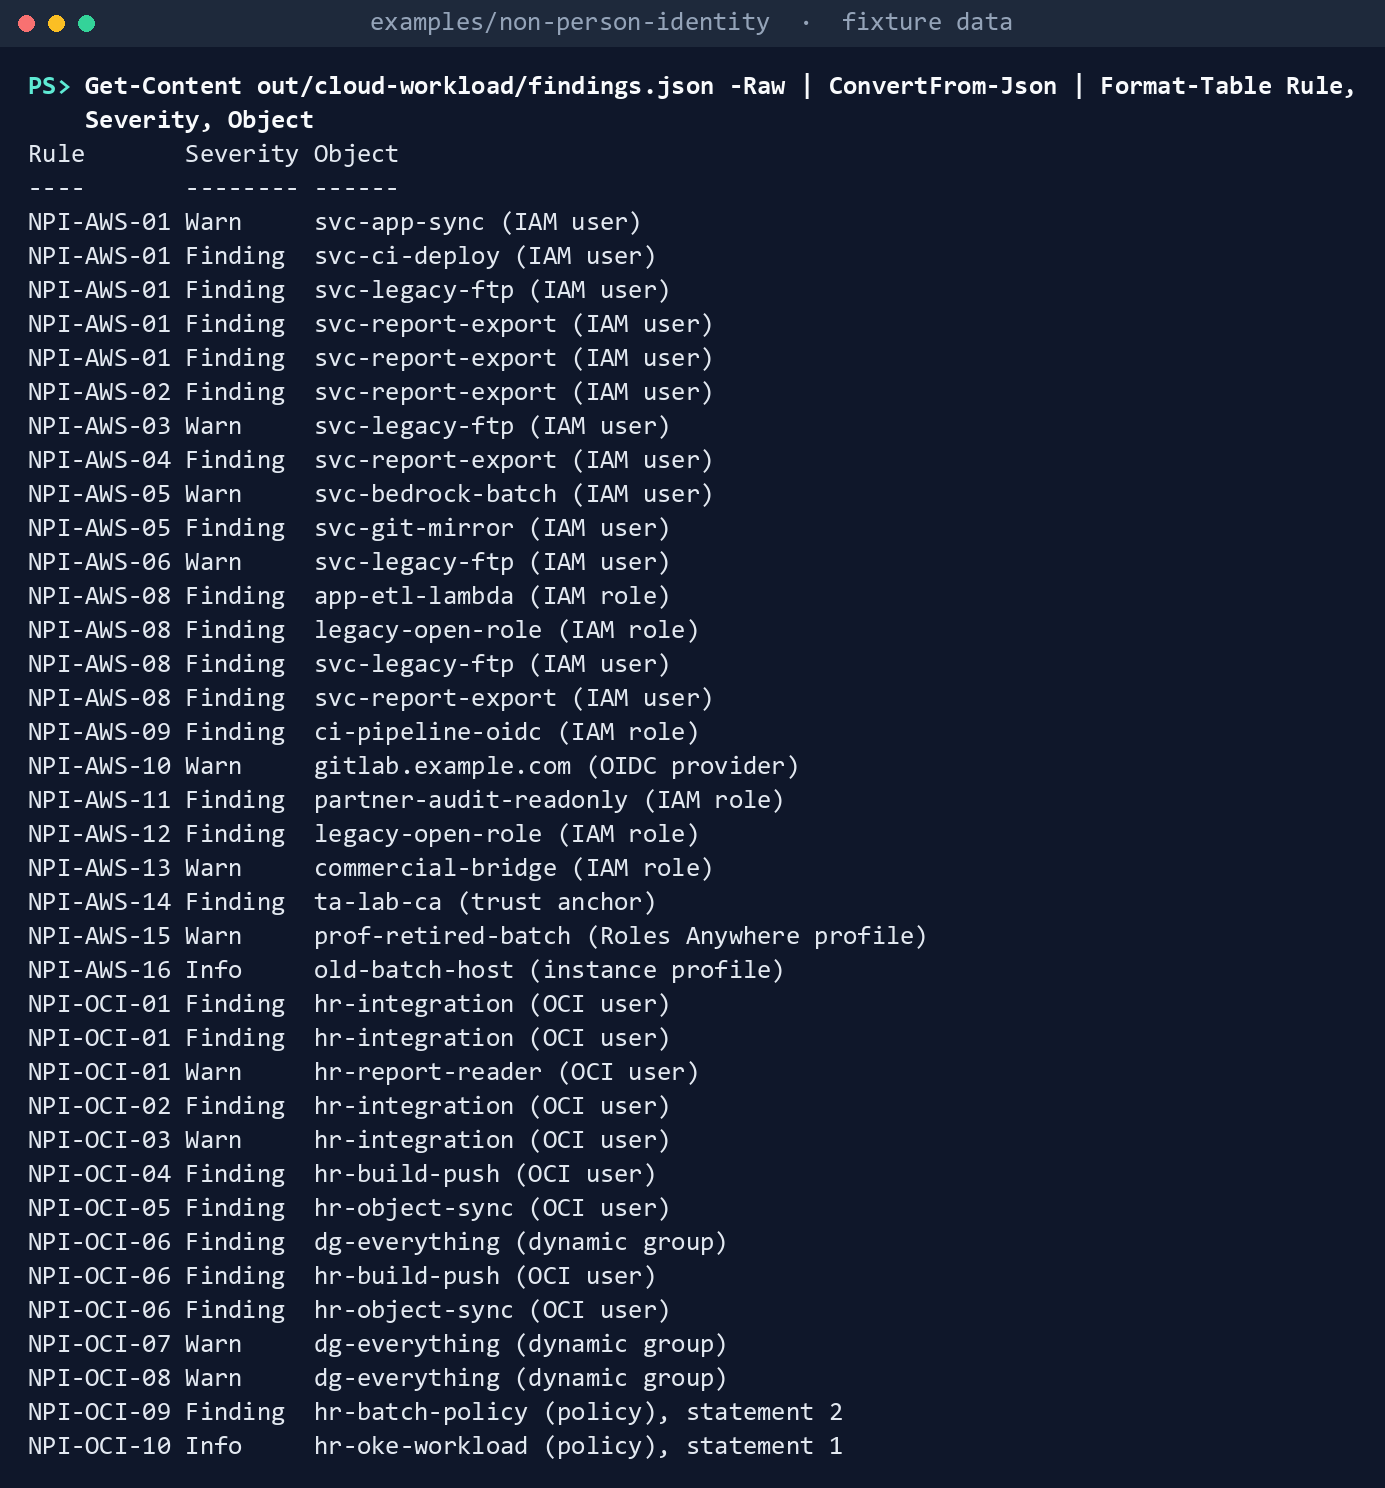 examples/non-person-identity  ·  fixture data
PS> Get-Content out/cloud-workload/findings.json -Raw | ConvertFrom-Json | Format-Table Rule,
    Severity, Object
Rule       Severity Object
----       -------- ------
NPI-AWS-01 Warn     svc-app-sync (IAM user)
NPI-AWS-01 Finding  svc-ci-deploy (IAM user)
NPI-AWS-01 Finding  svc-legacy-ftp (IAM user)
NPI-AWS-01 Finding  svc-report-export (IAM user)
NPI-AWS-01 Finding  svc-report-export (IAM user)
NPI-AWS-02 Finding  svc-report-export (IAM user)
NPI-AWS-03 Warn     svc-legacy-ftp (IAM user)
NPI-AWS-04 Finding  svc-report-export (IAM user)
NPI-AWS-05 Warn     svc-bedrock-batch (IAM user)
NPI-AWS-05 Finding  svc-git-mirror (IAM user)
NPI-AWS-06 Warn     svc-legacy-ftp (IAM user)
NPI-AWS-08 Finding  app-etl-lambda (IAM role)
NPI-AWS-08 Finding  legacy-open-role (IAM role)
NPI-AWS-08 Finding  svc-legacy-ftp (IAM user)
NPI-AWS-08 Finding  svc-report-export (IAM user)
NPI-AWS-09 Finding  ci-pipeline-oidc (IAM role)
NPI-AWS-10 Warn     gitlab.example.com (OIDC provider)
NPI-AWS-11 Finding  partner-audit-readonly (IAM role)
NPI-AWS-12 Finding  legacy-open-role (IAM role)
NPI-AWS-13 Warn     commercial-bridge (IAM role)
NPI-AWS-14 Finding  ta-lab-ca (trust anchor)
NPI-AWS-15 Warn     prof-retired-batch (Roles Anywhere profile)
NPI-AWS-16 Info     old-batch-host (instance profile)
NPI-OCI-01 Finding  hr-integration (OCI user)
NPI-OCI-01 Finding  hr-integration (OCI user)
NPI-OCI-01 Warn     hr-report-reader (OCI user)
NPI-OCI-02 Finding  hr-integration (OCI user)
NPI-OCI-03 Warn     hr-integration (OCI user)
NPI-OCI-04 Finding  hr-build-push (OCI user)
NPI-OCI-05 Finding  hr-object-sync (OCI user)
NPI-OCI-06 Finding  dg-everything (dynamic group)
NPI-OCI-06 Finding  hr-build-push (OCI user)
NPI-OCI-06 Finding  hr-object-sync (OCI user)
NPI-OCI-07 Warn     dg-everything (dynamic group)
NPI-OCI-08 Warn     dg-everything (dynamic group)
NPI-OCI-09 Finding  hr-batch-policy (policy), statement 2
NPI-OCI-10 Info     hr-oke-workload (policy), statement 1